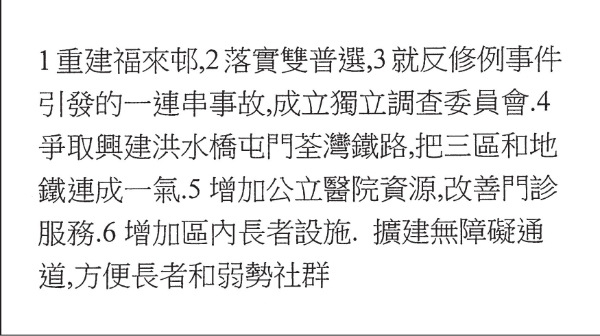 1重建福來邨,2落實雙普選,3就反修例事件
引發的一連串事故,成立獨立調查委員會.4
爭取興建洪水橋屯門荃灣鐵路,把三區和地
鐵連成一氣.5 增加公立醫院資源,改善門診
服務.6 增加區內長者設施. 擴建無障礙通
道,方便長者和弱勢社群